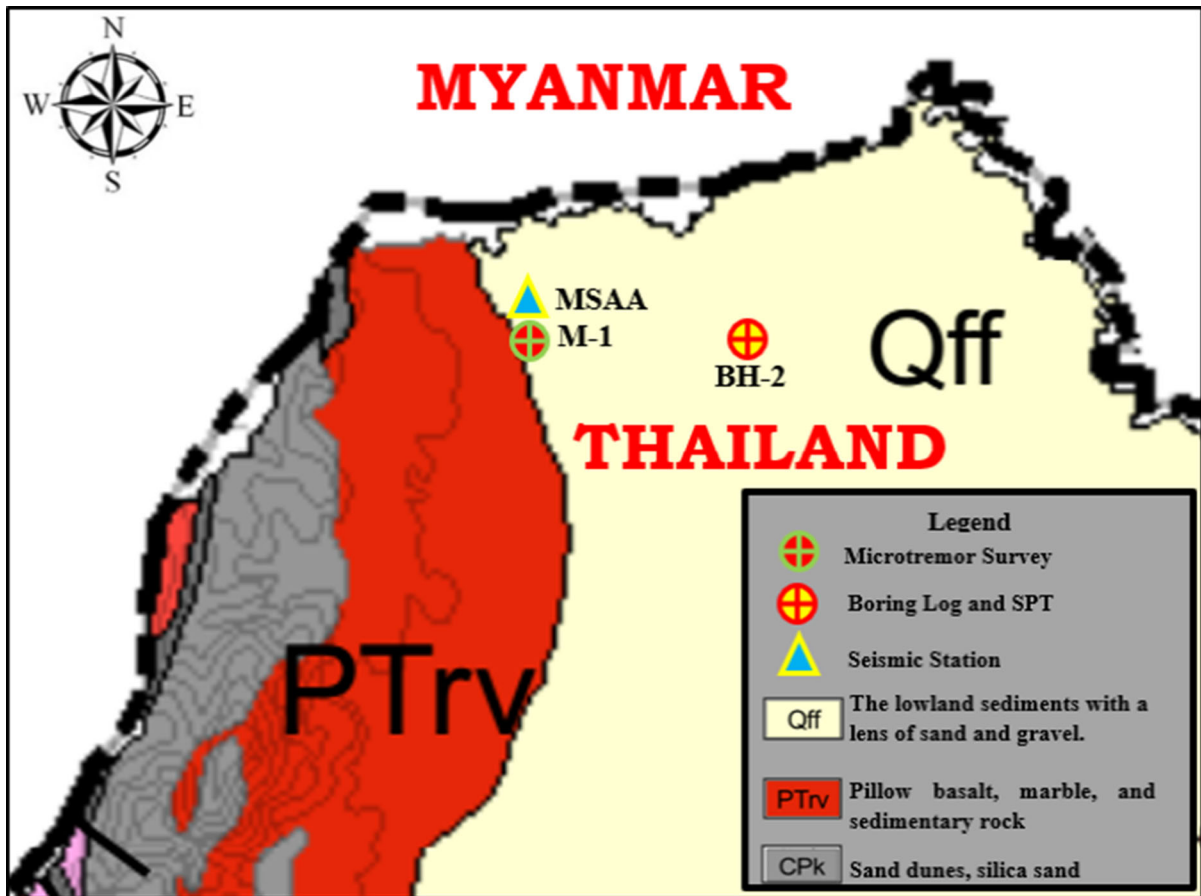 N
W E
S
MYANMAR
MSAA
M-1
BH-2
Qff
THAILAND
PTrv
Legend
Microtremor Survey
Boring Log and SPT
Seismic Station
Qff The lowland sediments with a
lens of sand and gravel.
PTrv Pillow basalt, marble, and
sedimentary rock
CPk Sand dunes, silica sand